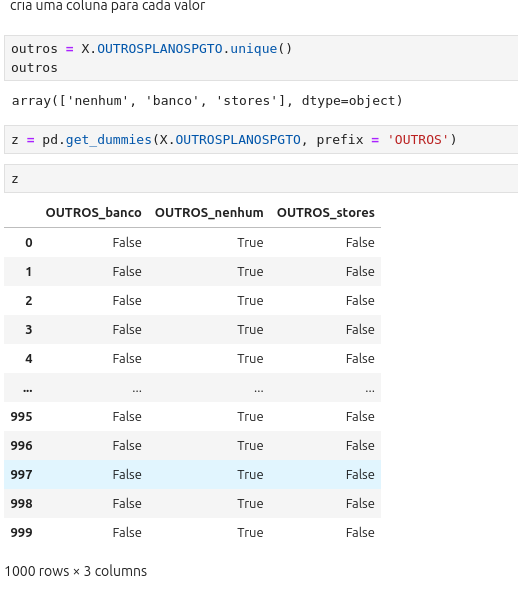 cria uma coluna para cada valor
outros = X.OUTROSPLANOSPGTO.unique()
outros
array(['nenhum', 'banco', 'stores'], dtype=object)
z = pd.get_dummies(X.OUTROSPLANOSPGTO, prefix = 'OUTROS')
z
OUTROS_banco OUTROS_nenhum OUTROS_stores
0 False True False
1 False True False
2 False True False
3 False True False
4 False True False
... ... ... ...
995 False True False
996 False True False
997 False True False
998 False True False
999 False True False
1000 rows × 3 columns